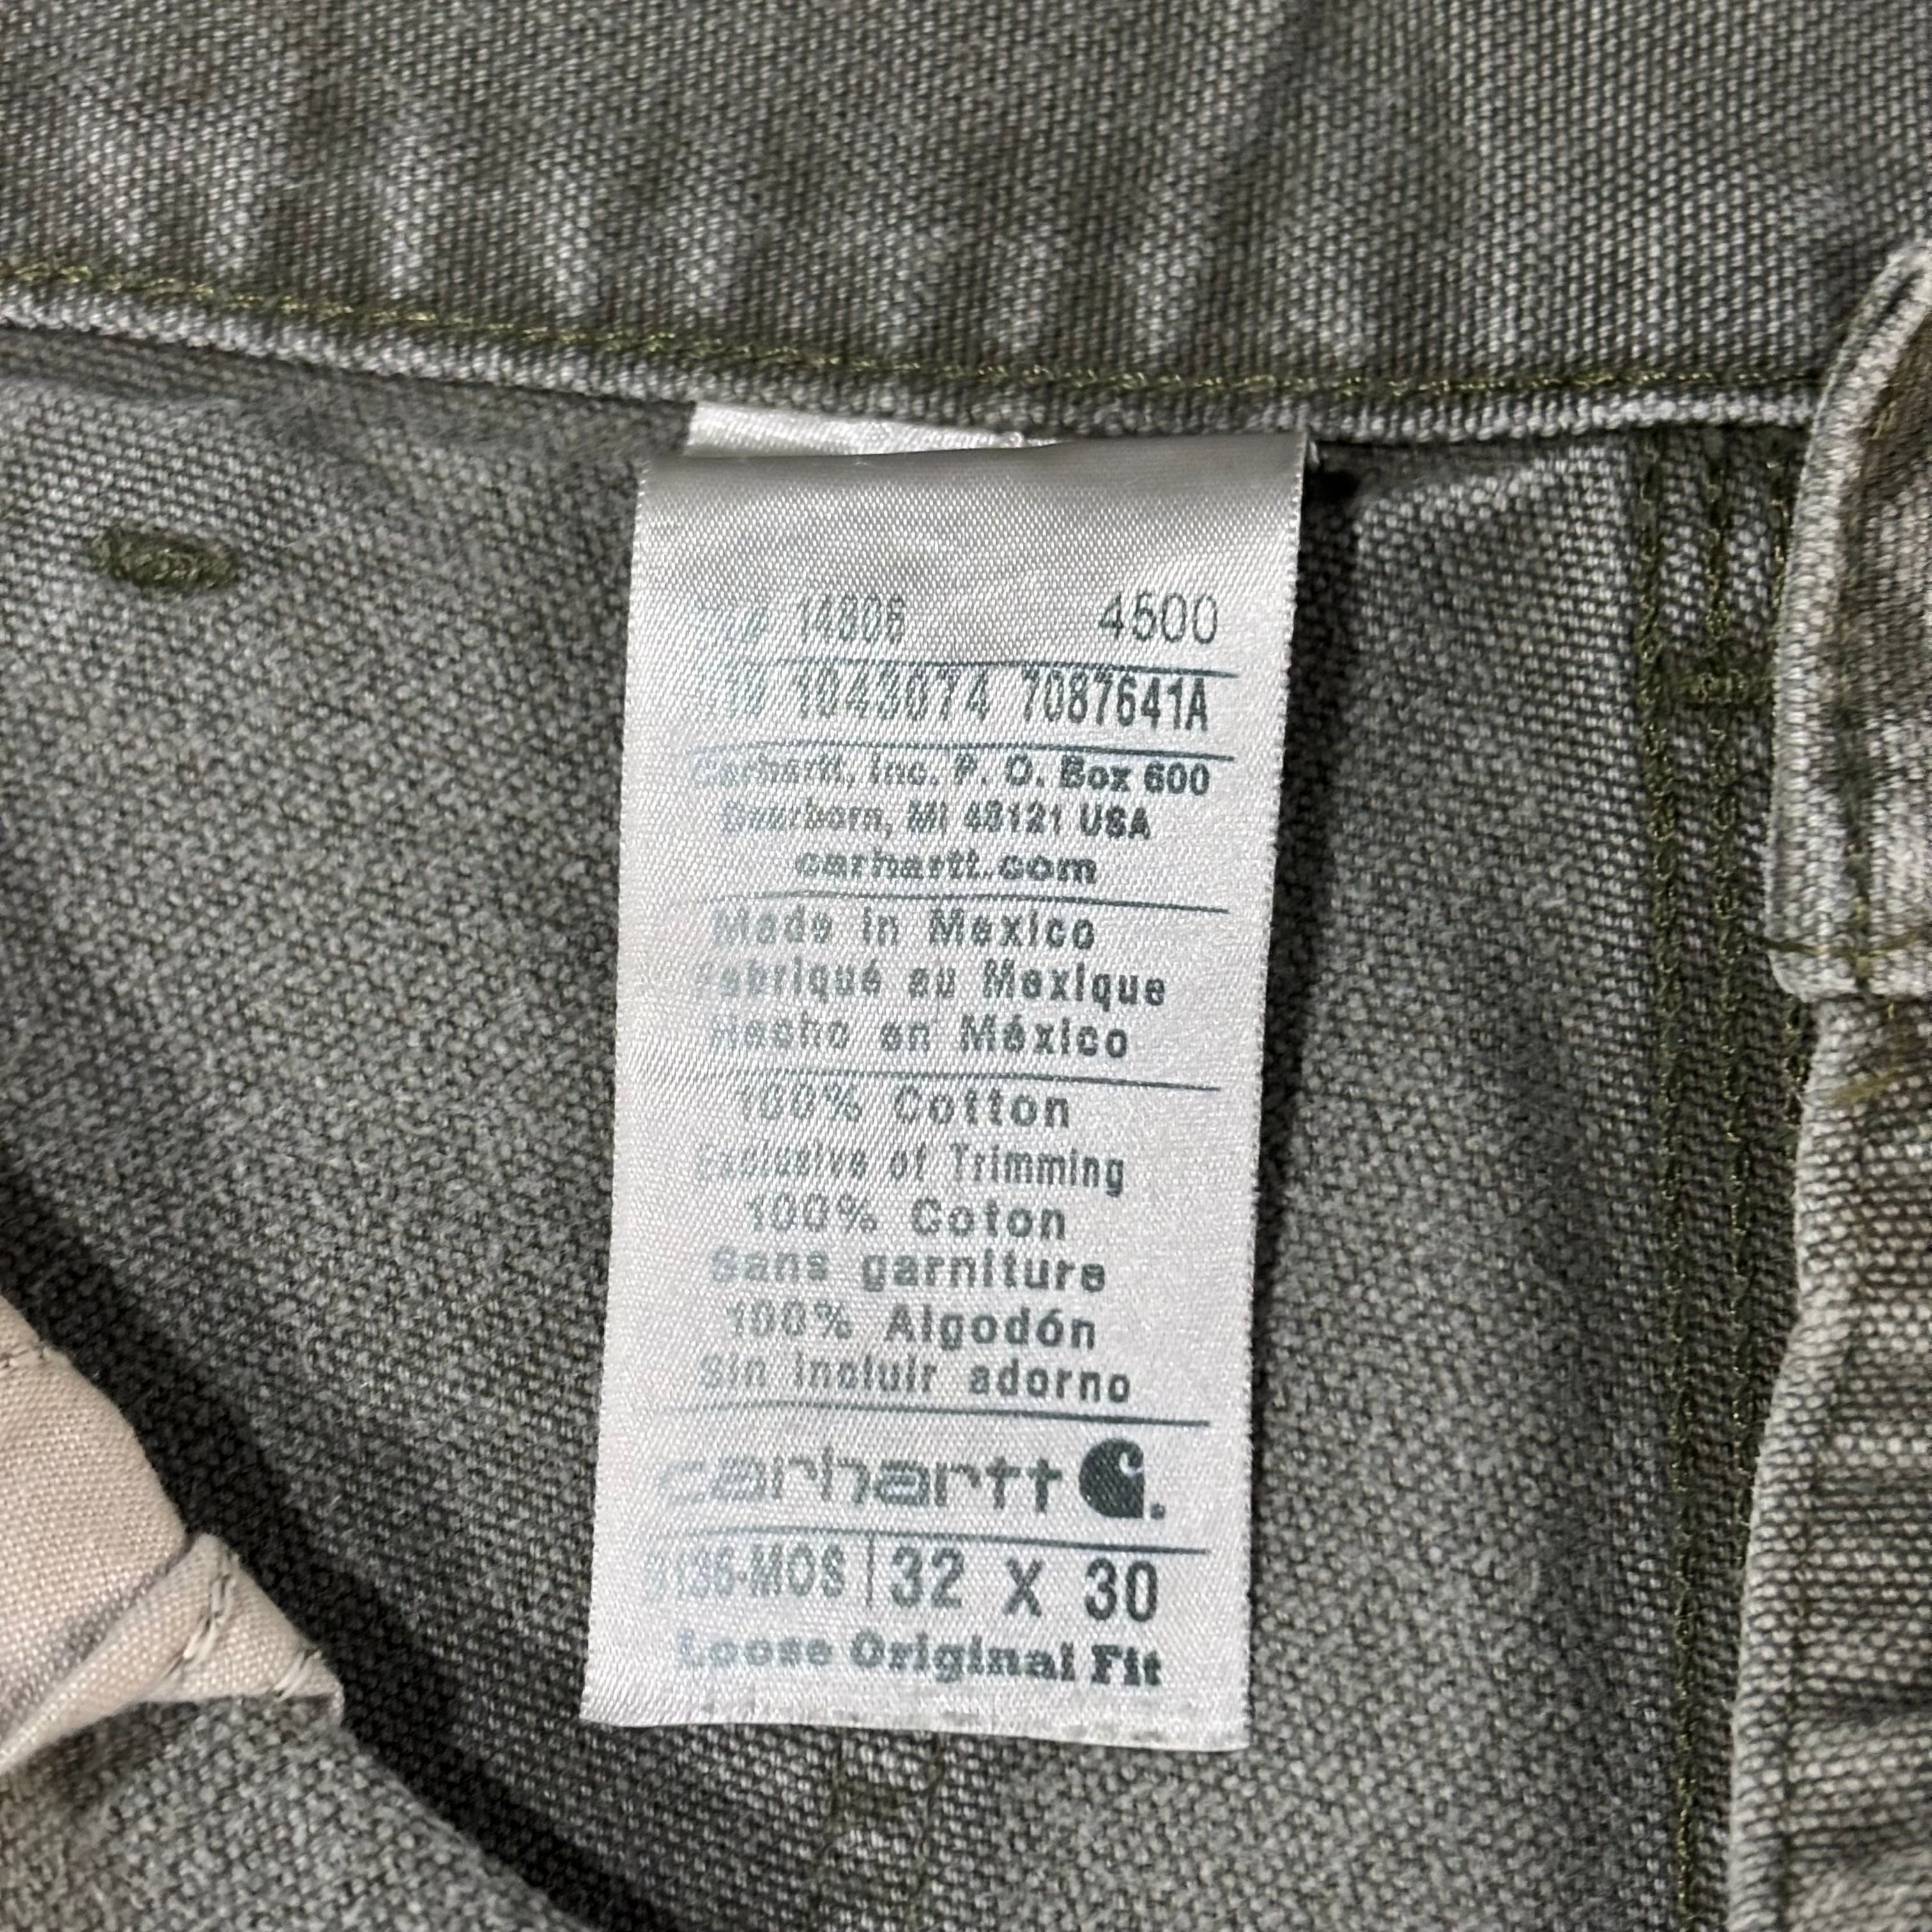 RN# 14806 4500
1043074 7087641A
Carhartt, Inc. P. O. Box 600
Dearborn, MI 48121 USA
carhartt.com
Made in Mexico
Fabriqué au Mexique
Hecho en México
100% Cotton
Exclusive of Trimming
100% Coton
Sans garniture
100% Algodón
Sin incluir adorno
carhartt
B136-MOS 32 X 30
Loose Original Fit